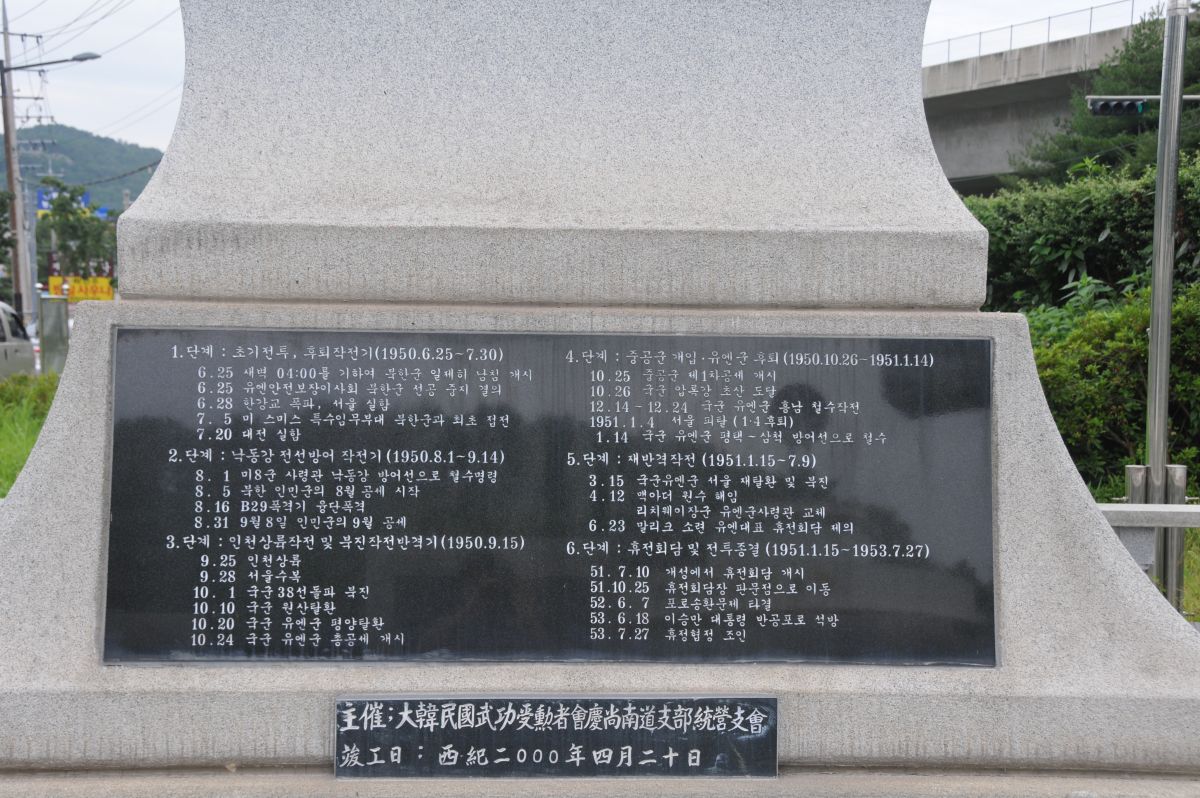 1.단계 : 초기전투, 후퇴작전기(1950.6.25~7.30)
6.25 새벽 04:00를 기하여 북한군 일제히 남침 개시
6.25 유엔안전보장이사회 북한군 선공 중지 결의
6.28 한강교 폭파, 서울 실함
7. 5 미 스미스 특수임무부대 북한군과 최초 접전
7.20 대전 실함
2.단계 : 낙동강 전선방어 작전기(1950.8.1~9.14)
8. 1 미8군 사령관 낙동강 방어선으로 철수명령
8. 5 북한 인민군의 8월 공세 시작
8.16 B29폭격기 융단폭격
8.31 9월 8일 인민군의 9월 공세
3.단계 : 인천상륙작전 및 북진작전반격기(1950.9.15)
9.25 인천상륙
9.28 서울수복
10. 1 국군38선돌파 북진
10.10 국군 원산탈환
10.20 국군 유엔군 평양탈환
10.24 국군 유엔군 총공세 개시
4.단계 : 중공군 개입·유엔군 후퇴(1950.10.26~1951.1.14)
10.25 중공군 제1차공세 개시
10.26 국군 압록강 초산 도달
12.14~12.24 국군 유엔군 흥남 철수작전
1951.1.4 서울 피탈(1·4후퇴)
1.14 국군 유엔군 평택~삼척 방어선으로 철수
5.단계 : 재반격작전(1951.1.15~7.9)
3.15 국군유엔군 서울 재탈환 및 북진
4.12 맥아더 원수 해임
리치웨이장군 유엔군사령관 교체
6.23 말리크 소련 유엔대표 휴전회담 제의
6.단계 : 휴전회담 및 전투종결(1951.1.15~1953.7.27)
51.7.10 개성에서 휴전회담 개시
51.10.25 휴전회담장 판문점으로 이동
52.6.7 포로송환문제 타결
53.6.18 이승만 대통령 반공포로 석방
53.7.27 휴정협정 조인
主催;大韓民國武功受勳者會慶尚南道支部統營支會
竣工日 : 西紀二000年四月二十日